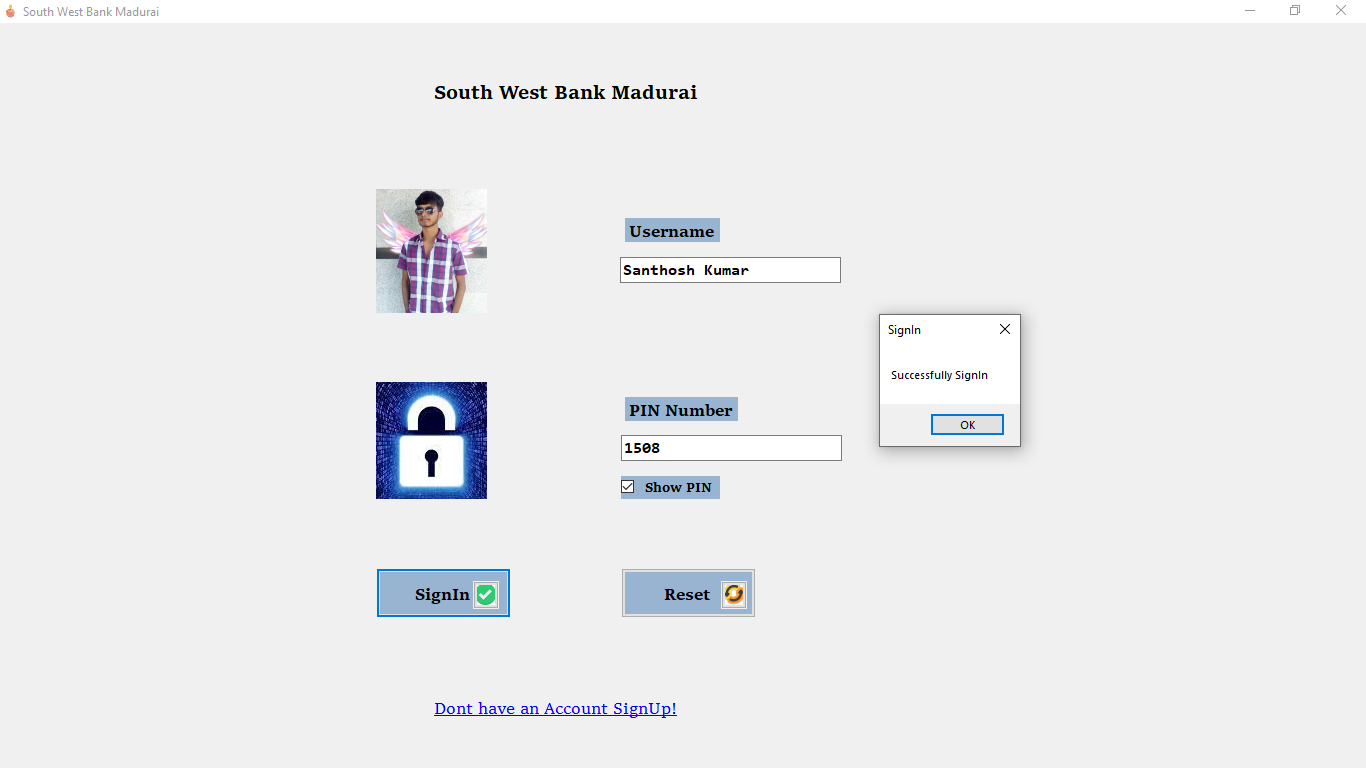 South West Bank Madurai
South West Bank Madurai
Username
Santhosh Kumar
SignIn
Successfully SignIn
OK
PIN Number
1508
Show PIN
SignIn
Reset
Dont have an Account SignUp!